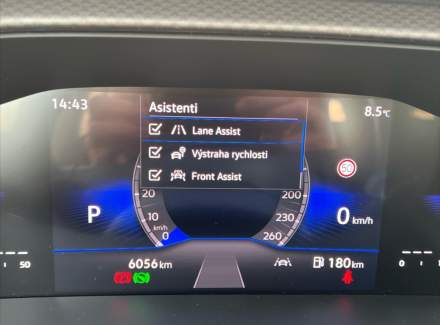 14:43
Asistenti
8.5°C
Lane Assist
Výstraha rychlosti
Front Assist
50
20 200
P 10 230 0 km/h
0 260
50 6056 km 180 km 0